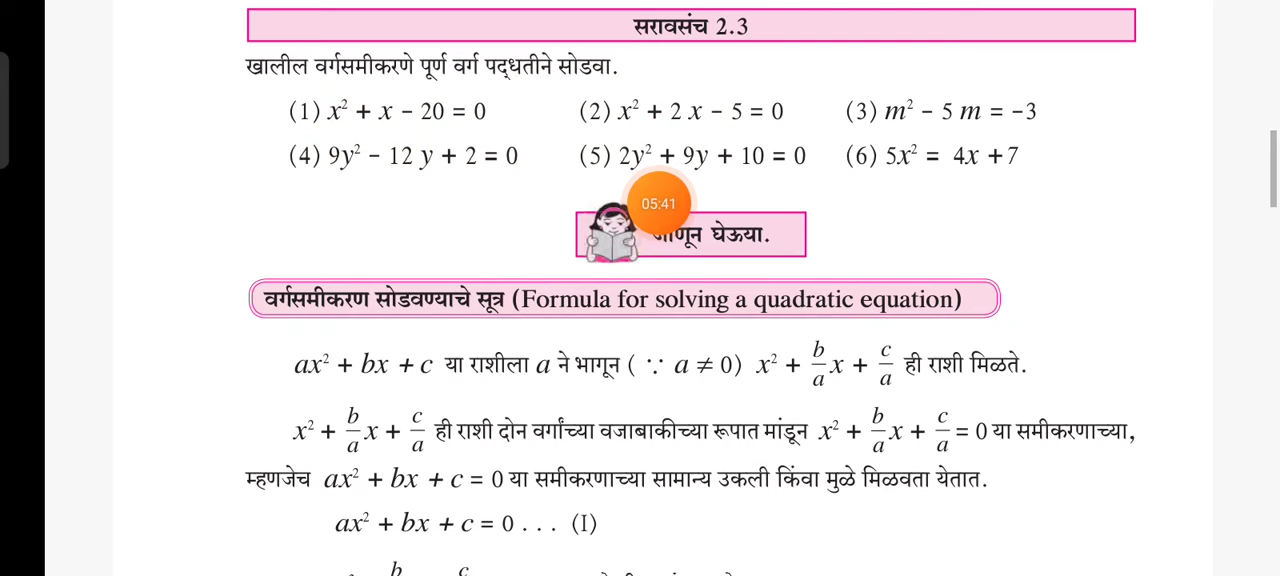 सरावसंच 2.3
खालील वर्गसमीकरणे पूर्ण वर्ग पद्धतीने सोडवा.
(1) x² + x – 20 = 0 (2) x² + 2 x – 5 = 0 (3) m² – 5 m = –3
(4) 9y² – 12 y + 2 = 0 (5) 2y² + 9y + 10 = 0 (6) 5x² = 4x +7
05:41
घेऊया.
वर्गसमीकरण सोडवण्याचे सूत्र (Formula for solving a quadratic equation)
ax² + bx + c या राशीला a ने भागून ( ∵ a ≠ 0) x² + b/a x + c/a ही राशी मिळते.
x² + b/a x + c/a ही राशी दोन वर्गांच्या वजाबाकीच्या रूपात मांडून x² + b/a x + c/a = 0 या समीकरणाच्या,
म्हणजेच ax² + bx + c = 0 या समीकरणाच्या सामान्य उकली किंवा मुळे मिळवता येतात.
ax² + bx + c = 0 . . . (I)
b c